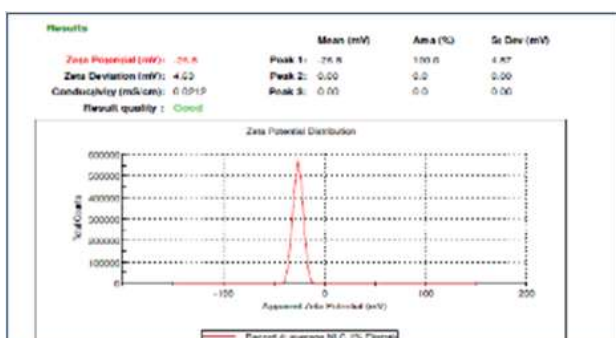 Results
Mean (mV) Area (%) St Dev (mV)
Zeta Potential (mV): -26.8 Peak 1: -26.8 100.0 4.87
Zeta Deviation (mV): Peak 2: 0.00 0.0 0.00
Conductivity (mS/cm): 0.0212 Peak 3: 0.00 0.0 0.00
Result quality : Good
Zeta Potential Distribution
600000
500000
400000
300000
200000
100000
0
Total Counts
-100 0 100 200
Apparent Zeta Potential (mV)
average NLC